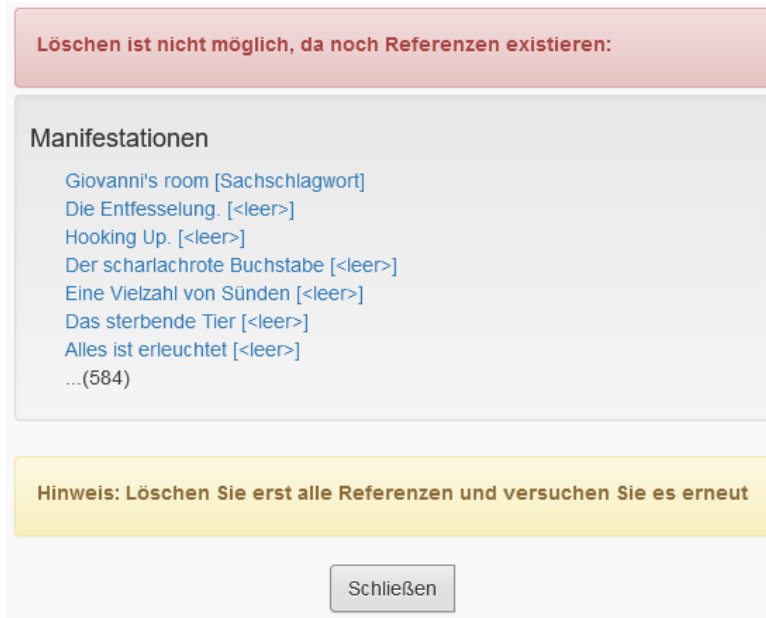 Löschen ist nicht möglich, da noch Referenzen existieren:
Manifestationen
Giovanni's room [Sachschlagwort]
Die Entfesselung. [<leer>]
Hooking Up. [<leer>]
Der scharlachrote Buchstabe [<leer>]
Eine Vielzahl von Sünden [<leer>]
Das sterbende Tier [<leer>]
Alles ist erleuchtet [<leer>]
...(584)
Hinweis: Löschen Sie erst alle Referenzen und versuchen Sie es erneut
Schließen